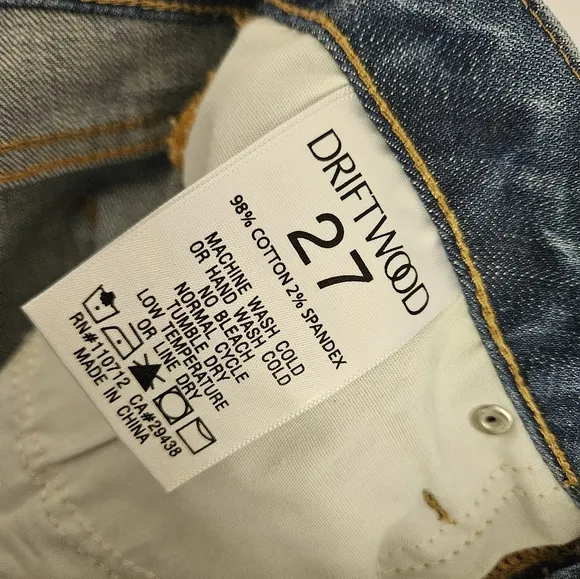 DRIFTWOOD
27
98% COTTON 2% SPANDEX
MACHINE WASH COLD
OR HAND WASH COLD
NO BLEACH
NORMAL CYCLE
TUMBLE DRY
LOW TEMPERATURE
OR LINE DRY
RN#110712 CA#29438
MADE IN CHINA